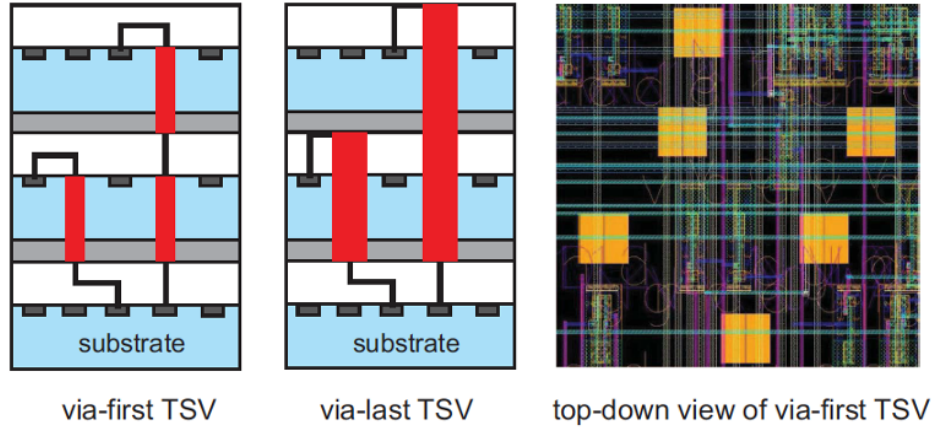 substrate
substrate
via-first TSV
via-last TSV
top-down view of via-first TSV